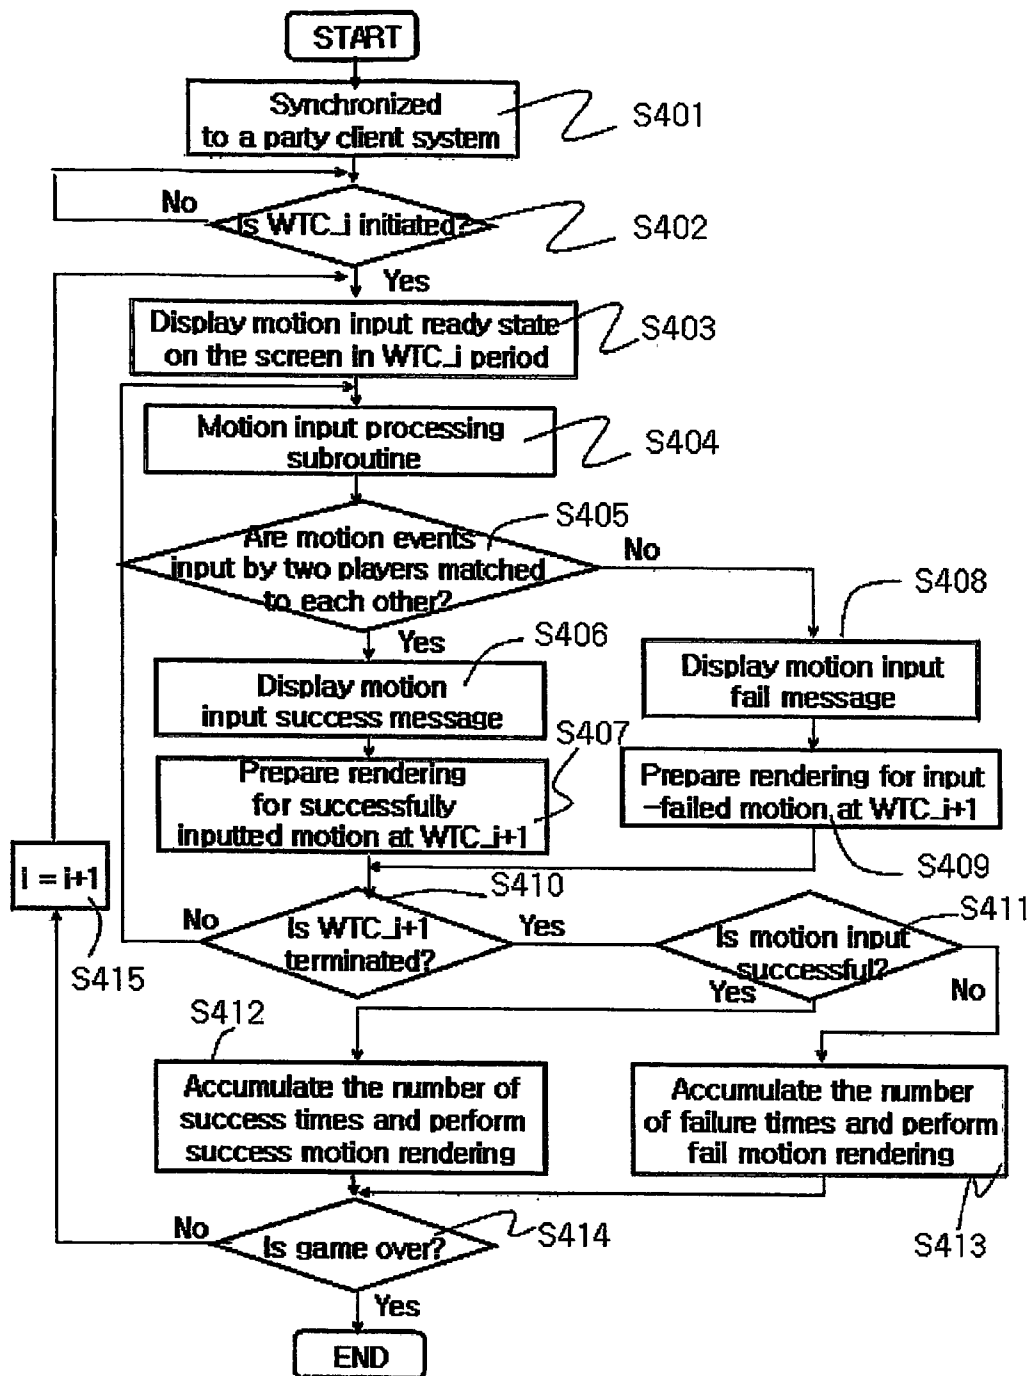 START
Synchronized
to a party client system
S401
No
Is WTC_i initiated?
S402
Yes
Display motion input ready state
on the screen in WTC_i period
S403
Motion input processing
subroutine
S404
S405
Are motion events
input by two players matched
to each other?
No
S408
Yes
S406
Display motion
input success message
Display motion input
fail message
S407
Prepare rendering
for successfully
inputted motion at WTC_i+1
Prepare rendering for input
-failed motion at WTC_i+1
S409
i = i+1
S415
S410
No
Is WTC_i+1
terminated?
Yes
S411
Is motion input
successful?
Yes
No
S412
Accumulate the number of
success times and perform
success motion rendering
Accumulate the number
of failure times and perform
fail motion rendering
S413
No
Is game over?
S414
Yes
END